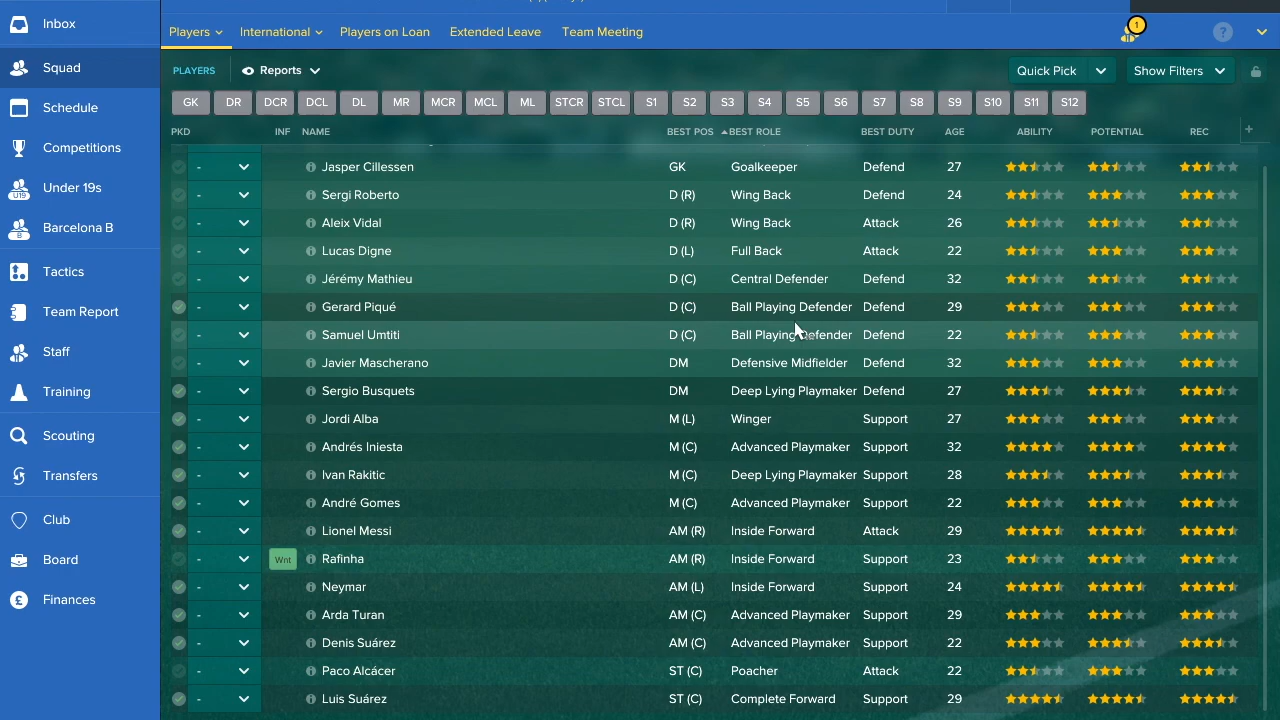 Inbox
Squad
Schedule
Competitions
U19 Under 19s
B Barcelona B
Tactics
Team Report
Staff
Training
Scouting
Transfers
Club
Board
£ Finances
Players International Players on Loan Extended Leave Team Meeting 1 ?
PLAYERS Reports Quick Pick Show Filters
GK DR DCR DCL DL MR MCR MCL ML STCR STCL S1 S2 S3 S4 S5 S6 S7 S8 S9 S10 S11 S12
PKD INF NAME BEST POS BEST ROLE BEST DUTY AGE ABILITY POTENTIAL REC +
- Jasper Cillessen GK Goalkeeper Defend 27
- Sergi Roberto D (R) Wing Back Defend 24
- Aleix Vidal D (R) Wing Back Attack 26
- Lucas Digne D (L) Full Back Attack 22
- Jérémy Mathieu D (C) Central Defender Defend 32
- Gerard Piqué D (C) Ball Playing Defender Defend 29
- Samuel Umtiti D (C) Ball Playing Defender Defend 22
- Javier Mascherano DM Defensive Midfielder Defend 32
- Sergio Busquets DM Deep Lying Playmaker Defend 27
- Jordi Alba M (L) Winger Support 27
- Andrés Iniesta M (C) Advanced Playmaker Support 32
- Ivan Rakitic M (C) Deep Lying Playmaker Support 28
- André Gomes M (C) Advanced Playmaker Support 22
- Lionel Messi AM (R) Inside Forward Attack 29
- Wnt Rafinha AM (R) Inside Forward Support 23
- Neymar AM (L) Inside Forward Support 24
- Arda Turan AM (C) Advanced Playmaker Support 29
- Denis Suárez AM (C) Advanced Playmaker Support 22
- Paco Alcácer ST (C) Poacher Attack 22
- Luis Suárez ST (C) Complete Forward Support 29